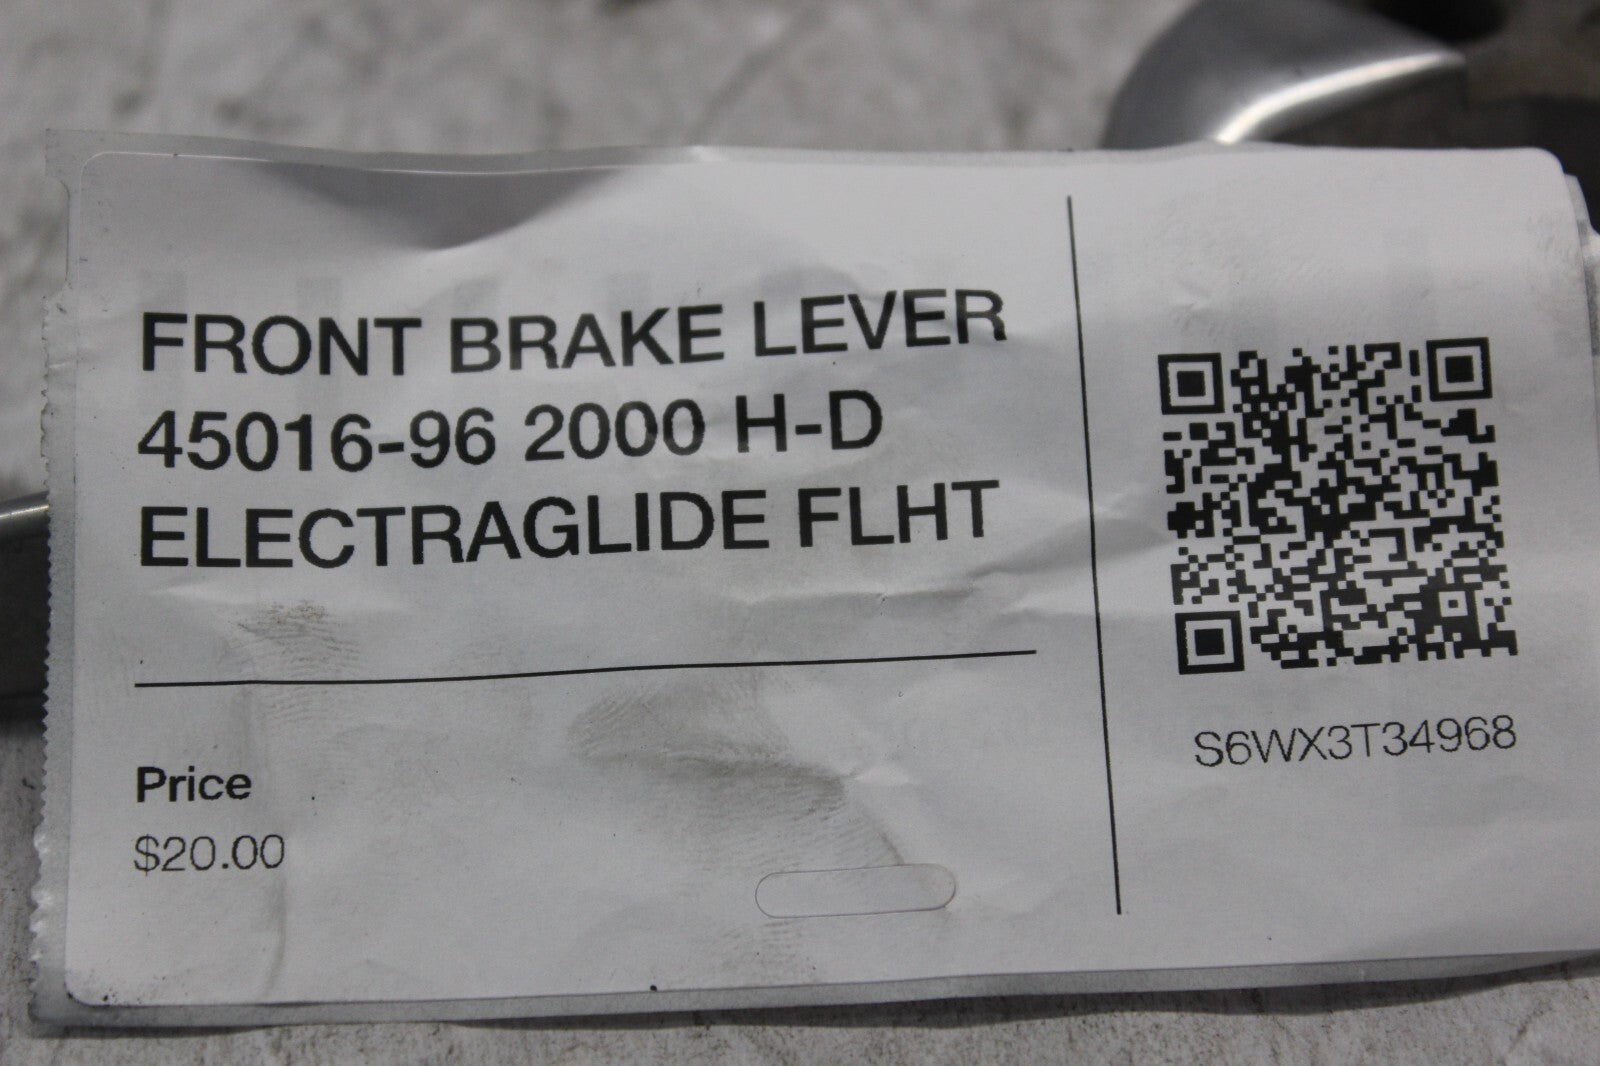 FRONT BRAKE LEVER
45016-96 2000 H-D
ELECTRAGLIDE FLHT
Price
$20.00
S6WX3T34968